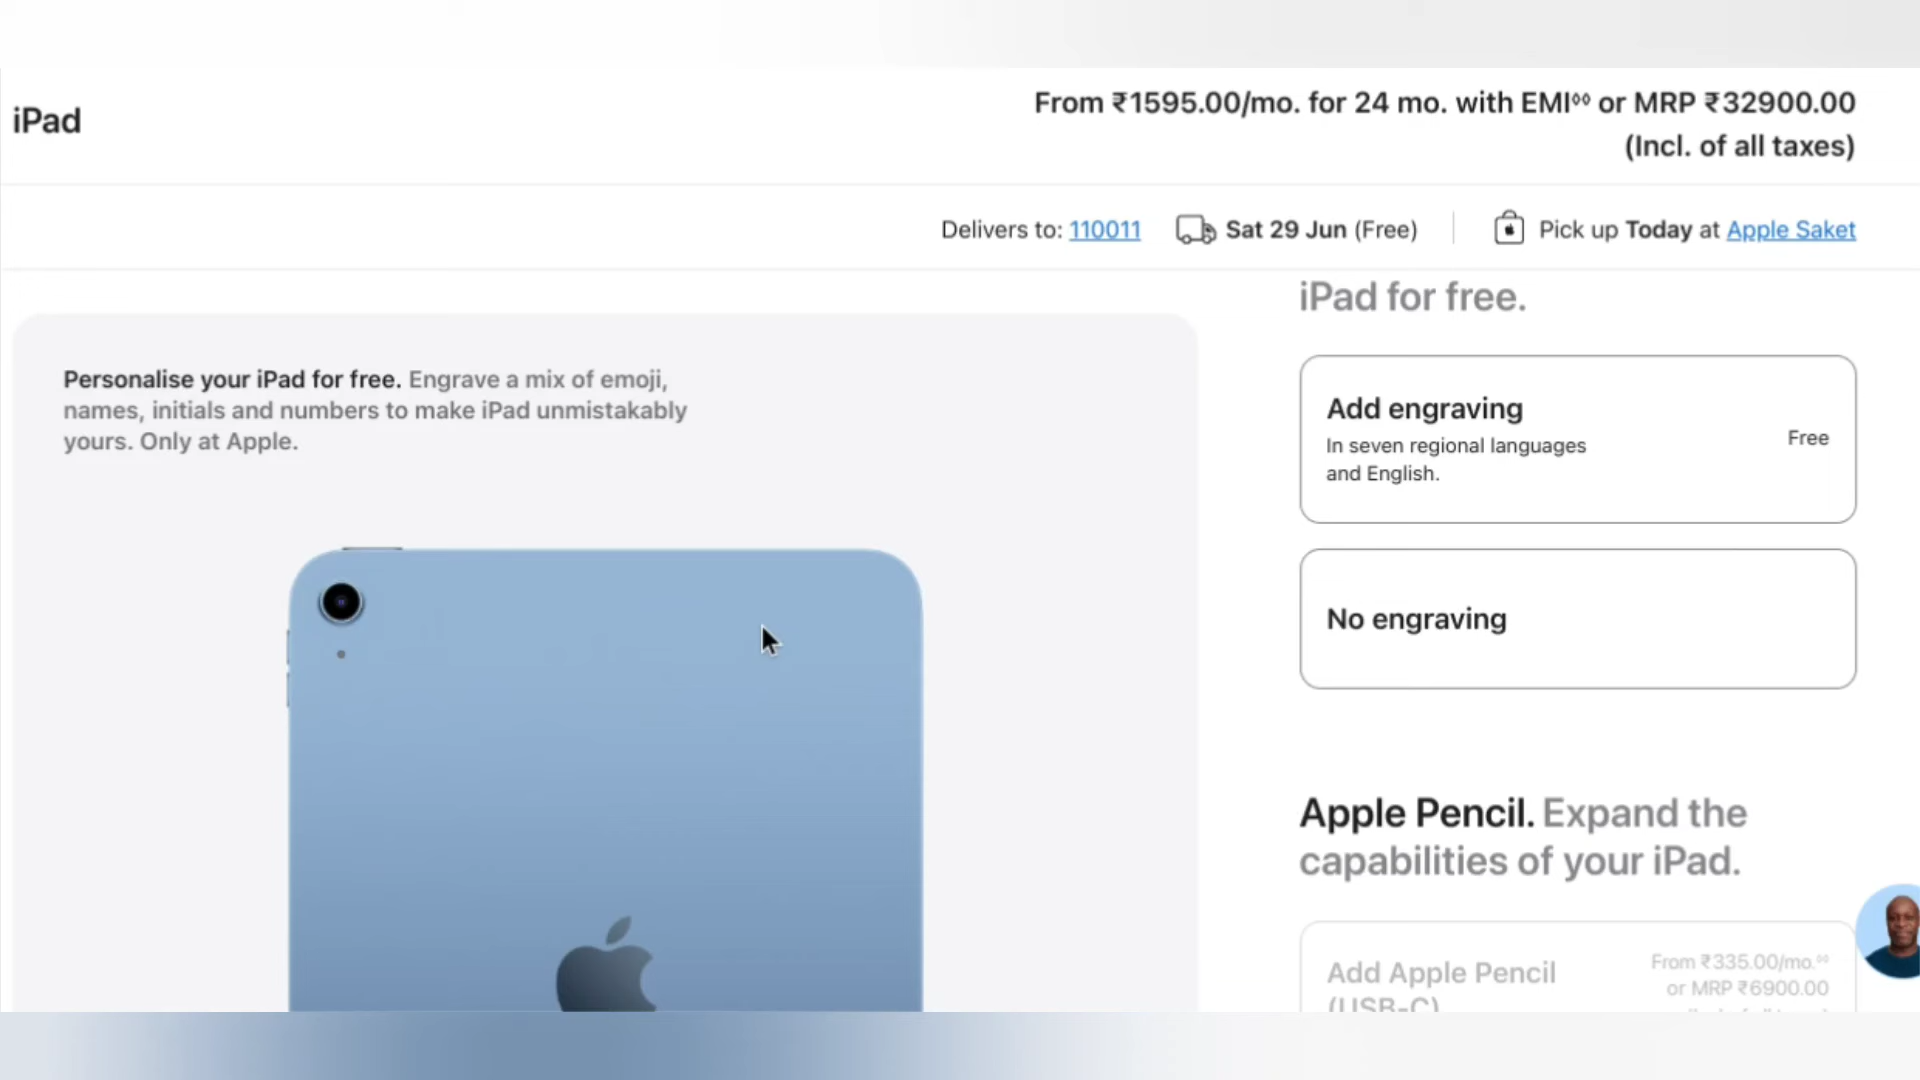 iPad
From ₹1595.00/mo. for 24 mo. with EMI◊◊ or MRP ₹32900.00
(Incl. of all taxes)
Delivers to: 110011
Sat 29 Jun (Free)
Pick up Today at Apple Saket
Personalise your iPad for free. Engrave a mix of emoji,
names, initials and numbers to make iPad unmistakably
yours. Only at Apple.
iPad for free.
Add engraving
In seven regional languages
and English.
Free
No engraving
Apple Pencil. Expand the
capabilities of your iPad.
Add Apple Pencil
(USB-C)
From ₹335.00/mo.◊◊
or MRP ₹6900.00